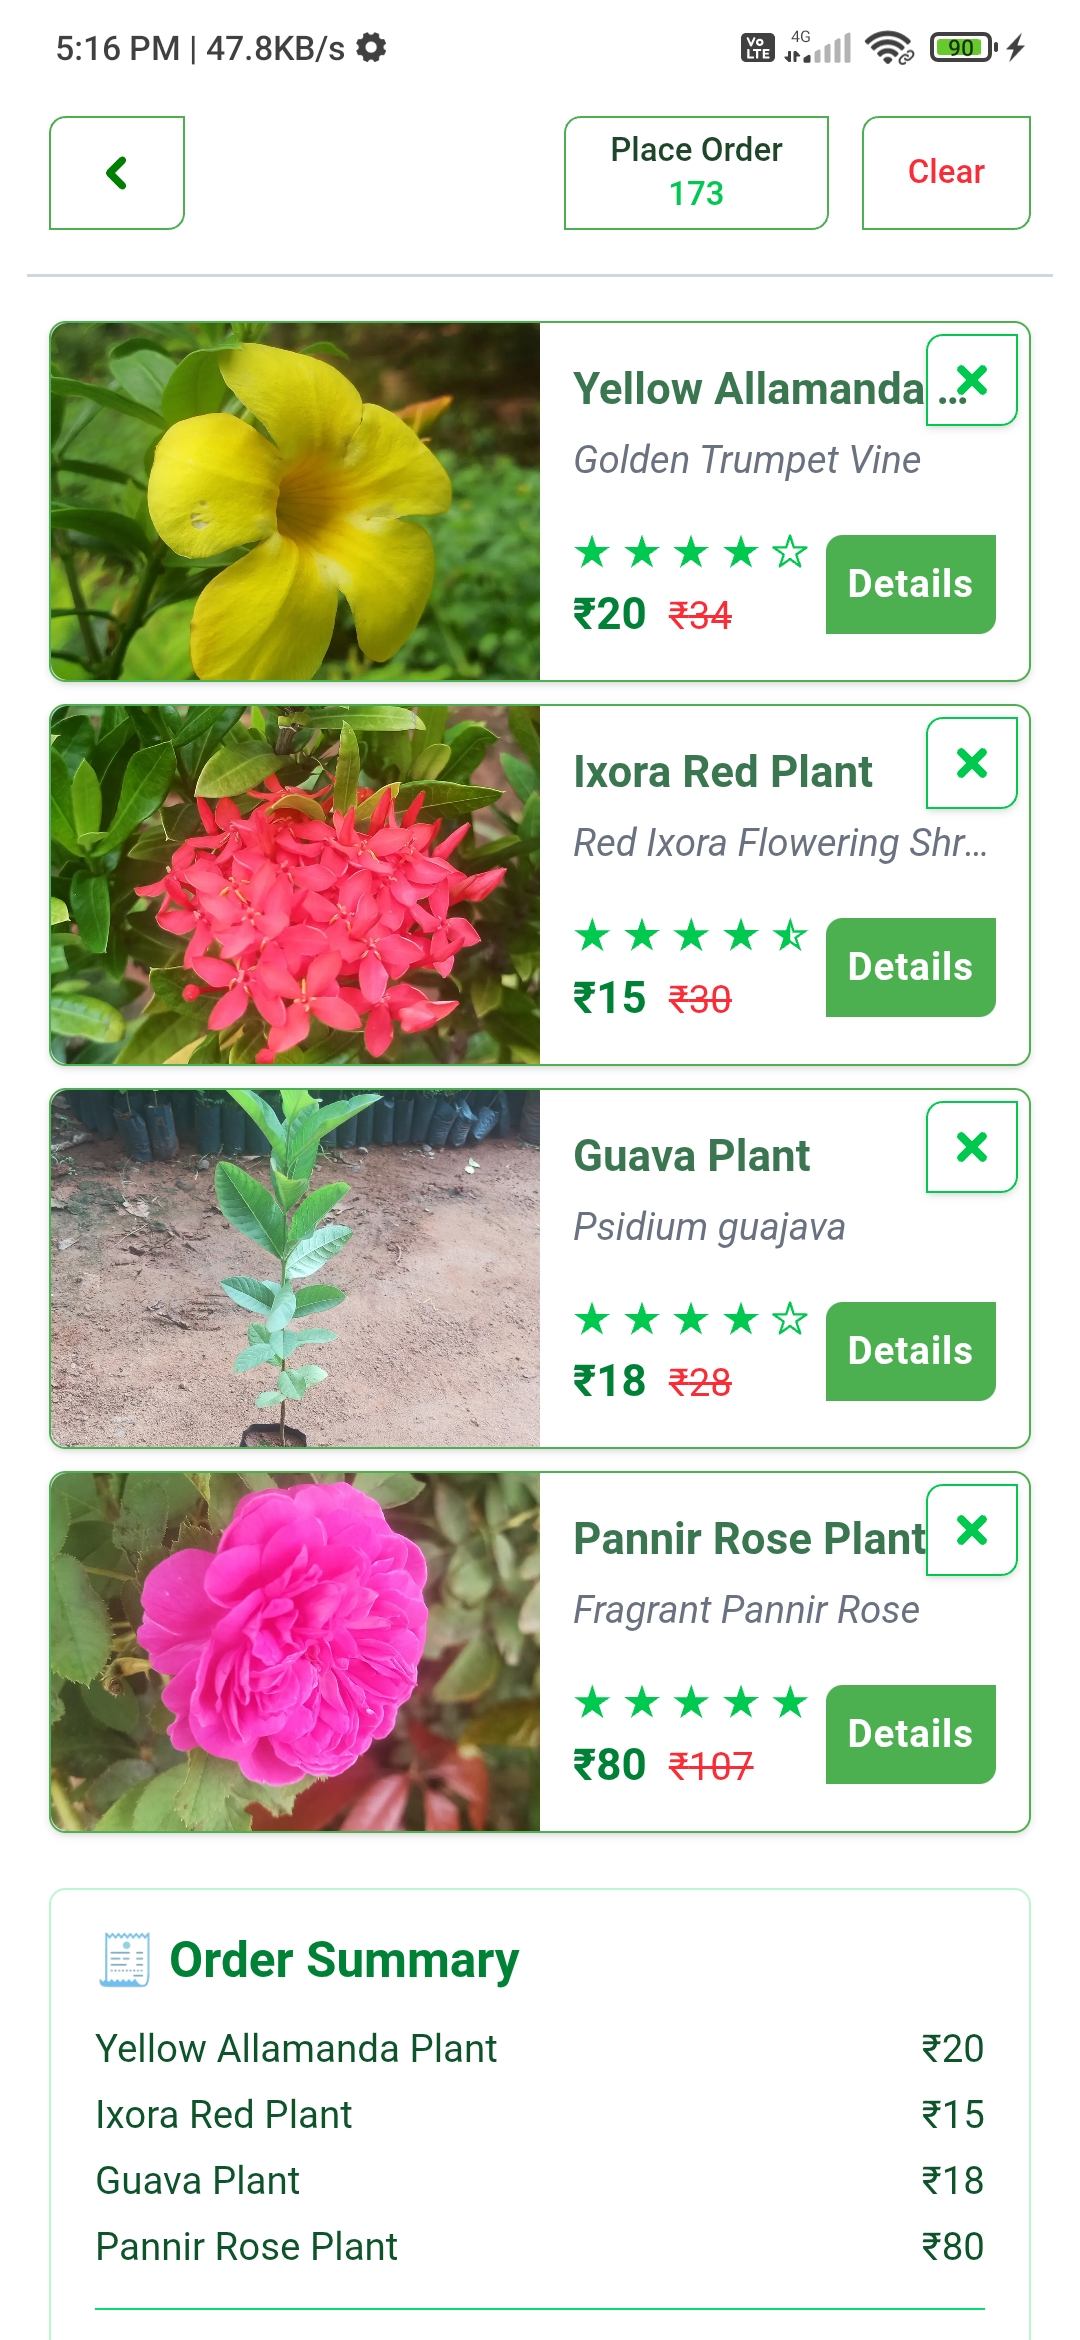 5:16 PM | 47.8KB/s
Vo LTE 4G 90
Place Order
173
Clear
Yellow Allamanda ...
Golden Trumpet Vine
₹20 ₹34
Details
Ixora Red Plant
Red Ixora Flowering Shr...
₹15 ₹30
Details
Guava Plant
Psidium guajava
₹18 ₹28
Details
Pannir Rose Plant
Fragrant Pannir Rose
₹80 ₹107
Details
Order Summary
Yellow Allamanda Plant ₹20
Ixora Red Plant ₹15
Guava Plant ₹18
Pannir Rose Plant ₹80